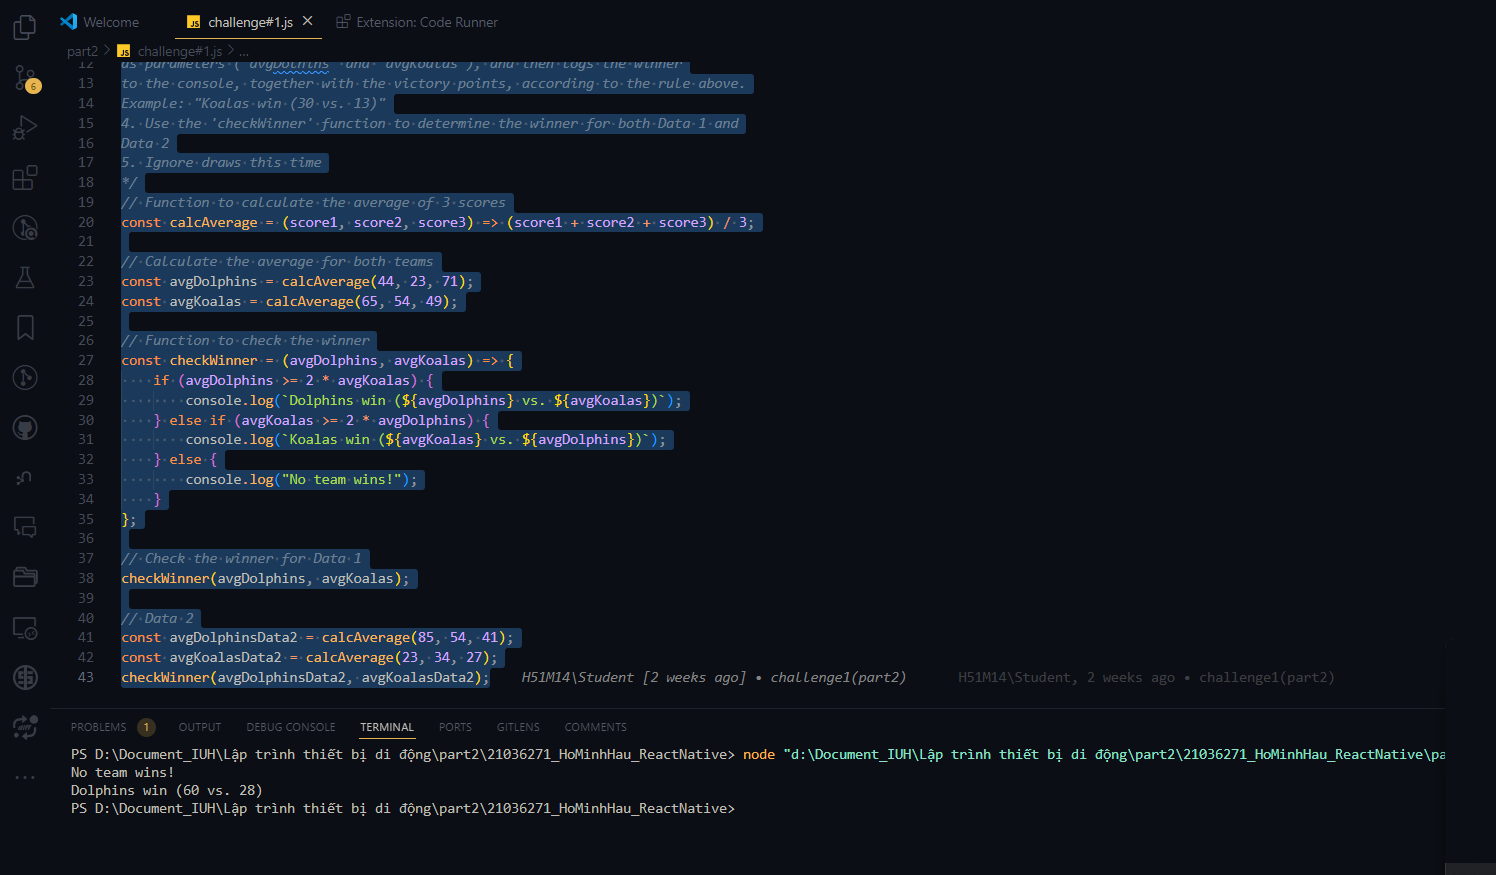 Welcome
JS challenge#1.js
Extension: Code Runner
part2 > JS challenge#1.js > ...
6
12 as parameters ('avgDolhins' and 'avgKoalas'), and then logs the winner
13 to the console, together with the victory points, according to the rule above.
14 Example: "Koalas win (30 vs. 13)"
15 4. Use the 'checkWinner' function to determine the winner for both Data 1 and
16 Data 2
17 5. Ignore draws this time
18 */
19 // Function to calculate the average of 3 scores
20 const calcAverage = (score1, score2, score3) => (score1 + score2 + score3) / 3;
21
22 // Calculate the average for both teams
23 const avgDolphins = calcAverage(44, 23, 71);
24 const avgKoalas = calcAverage(65, 54, 49);
25
26 // Function to check the winner
27 const checkWinner = (avgDolphins, avgKoalas) => {
28     if (avgDolphins >= 2 * avgKoalas) {
29         console.log(`Dolphins win (${avgDolphins} vs. ${avgKoalas})`);
30     } else if (avgKoalas >= 2 * avgDolphins) {
31         console.log(`Koalas win (${avgKoalas} vs. ${avgDolphins})`);
32     } else {
33         console.log("No team wins!");
34     }
35 };
36
37 // Check the winner for Data 1
38 checkWinner(avgDolphins, avgKoalas);
39
40 // Data 2
41 const avgDolphinsData2 = calcAverage(85, 54, 41);
42 const avgKoalasData2 = calcAverage(23, 34, 27);
43 checkWinner(avgDolphinsData2, avgKoalasData2); H51M14\Student [2 weeks ago] • challenge1(part2) H51M14\Student, 2 weeks ago • challenge1(part2)
PROBLEMS 1 OUTPUT DEBUG CONSOLE TERMINAL PORTS GITLENS COMMENTS
PS D:\Document_IUH\Lập trình thiết bị di động\part2\21036271_HoMinhHau_ReactNative> node "d:\Document_IUH\Lập trình thiết bị di động\part2\21036271_HoMinhHau_ReactNative\pa
No team wins!
Dolphins win (60 vs. 28)
PS D:\Document_IUH\Lập trình thiết bị di động\part2\21036271_HoMinhHau_ReactNative>